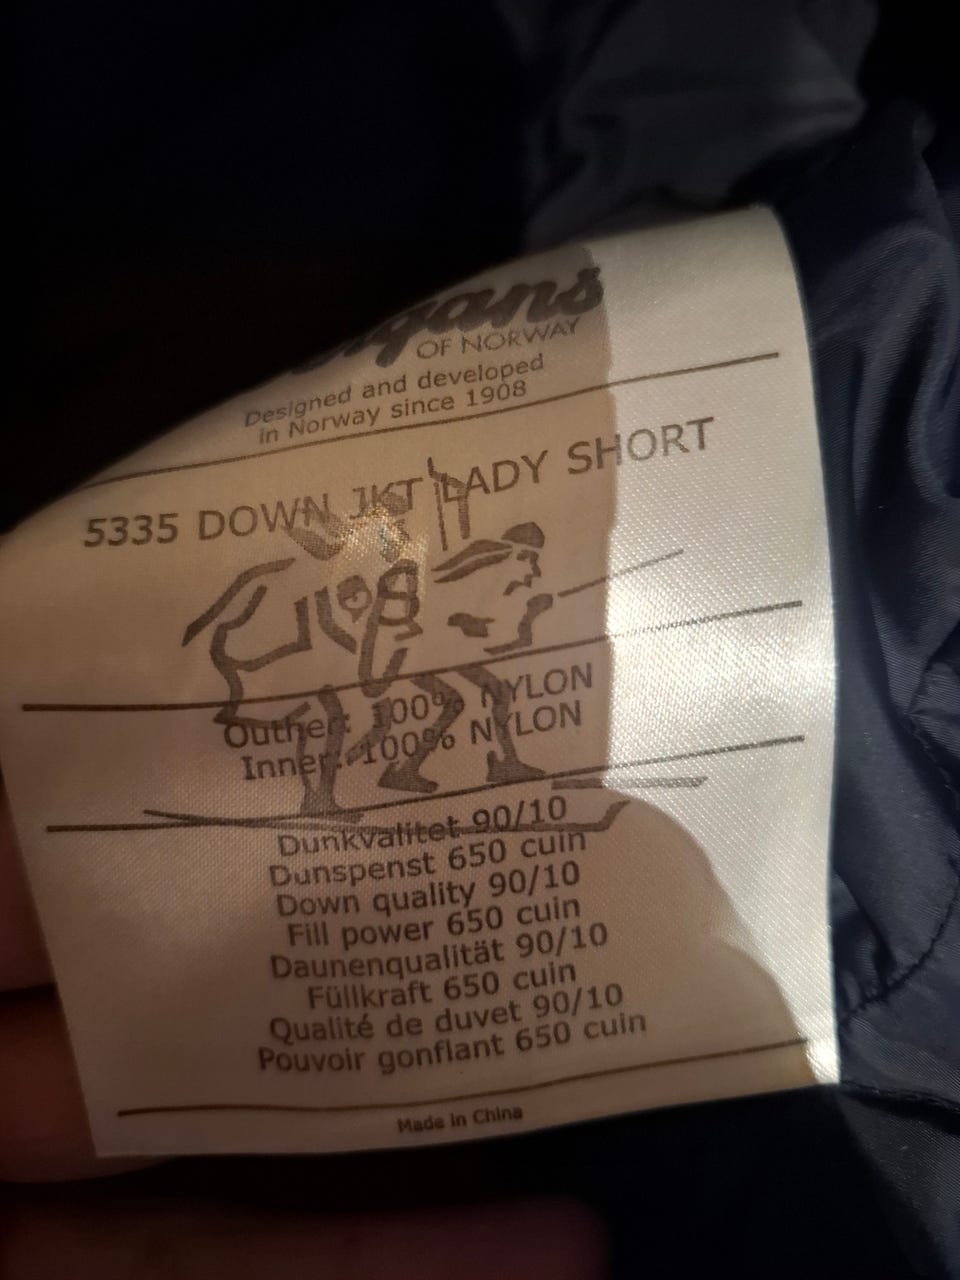 OF NORWAY
Designed and developed
in Norway since 1908
5335 DOWN JKT LADY SHORT
Outher: 100% NYLON
Inner: 100% NYLON
Dunkvalitet 90/10
Dunspenst 650 cuin
Down quality 90/10
Fill power 650 cuin
Daunenqualität 90/10
Füllkraft 650 cuin
Qualité de duvet 90/10
Pouvoir gonflant 650 cuin
Made in China